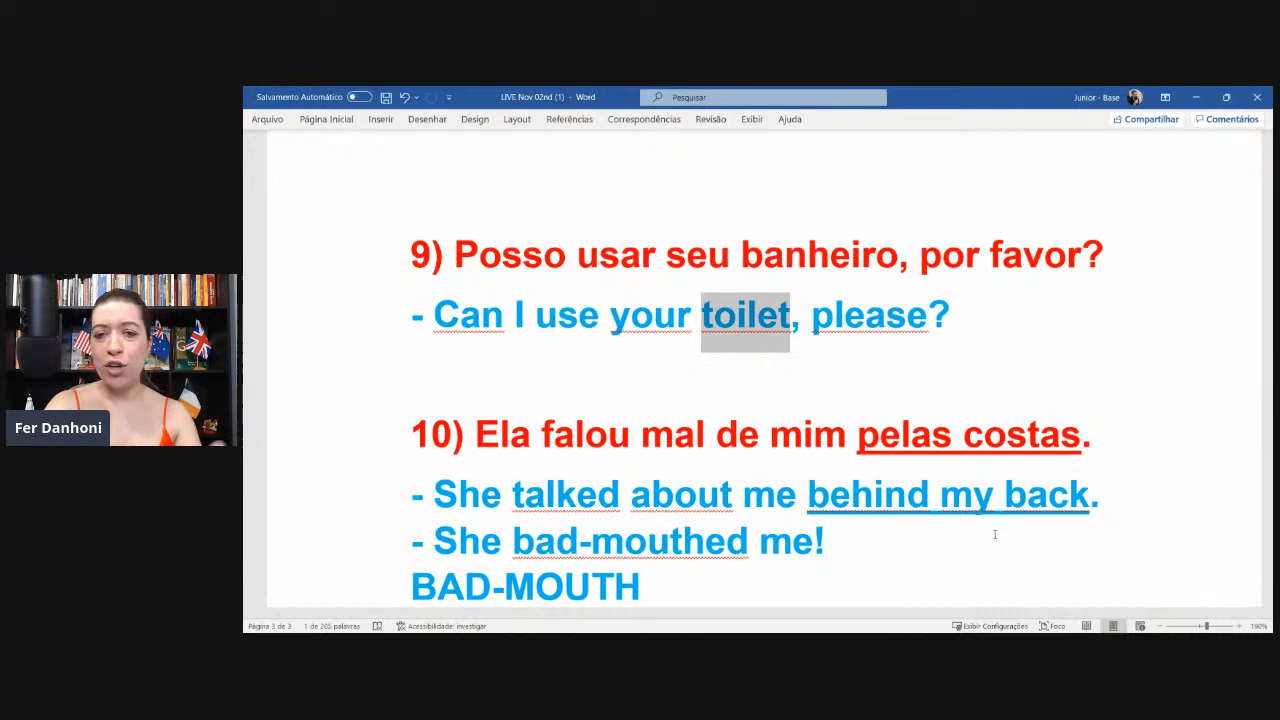 Salvamento Automático
LIVE Nov 02nd (1) - Word
Pesquisar
Junior - Base
Arquivo Página Inicial Inserir Desenhar Design Layout Referências Correspondências Revisão Exibir Ajuda
Compartilhar Comentários
9) Posso usar seu banheiro, por favor?
- Can I use your toilet, please?
10) Ela falou mal de mim pelas costas.
- She talked about me behind my back.
- She bad-mouthed me!
BAD-MOUTH
Fer Danhoni
Página 3 de 3 1 de 205 palavras Acessibilidade: investigar
Exibir Configurações Foco 190%